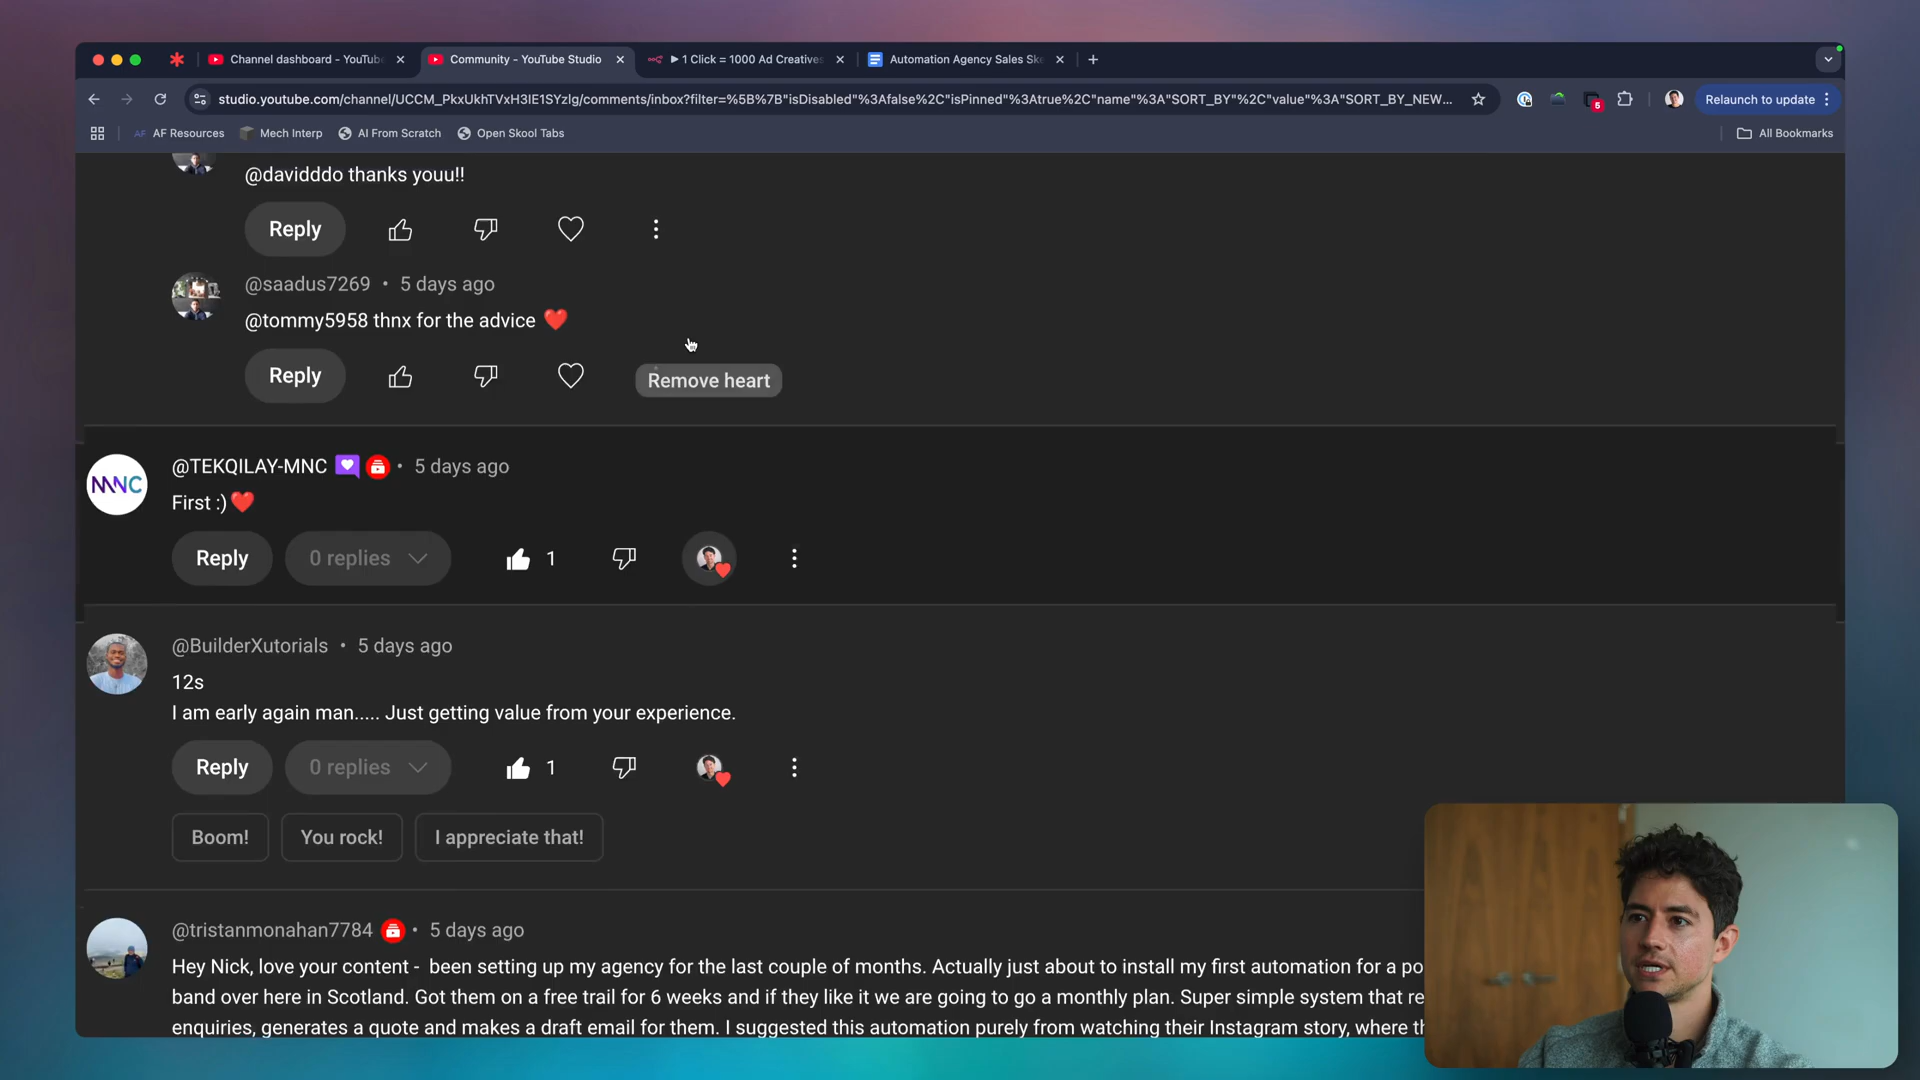 Channel dashboard - YouTube
Community - YouTube Studio
1 Click = 1000 Ad Creatives
Automation Agency Sales Ske
studio.youtube.com/channel/UCCM_PkxUkhTVxH3IE1SYzlg/comments/inbox?filter=%5B%7B"isDisabled"%3Afalse%2C"isPinned"%3Atrue%2C"name"%3A"SORT_BY"%2C"value"%3A"SORT_BY_NEW...
5
Relaunch to update
AF AF Resources
Mech Interp
AI From Scratch
Open Skool Tabs
All Bookmarks
@davidddo thanks youu!!
Reply
@saadus7269 • 5 days ago
@tommy5958 thnx for the advice ❤️
Reply
Remove heart
MNC
@TEKQILAY-MNC • 5 days ago
First :)❤️
Reply
0 replies
1
@BuilderXutorials • 5 days ago
12s
I am early again man..... Just getting value from your experience.
Reply
0 replies
1
Boom!
You rock!
I appreciate that!
@tristanmonahan7784 • 5 days ago
Hey Nick, love your content - been setting up my agency for the last couple of months. Actually just about to install my first automation for a po
band over here in Scotland. Got them on a free trail for 6 weeks and if they like it we are going to go a monthly plan. Super simple system that re
enquiries, generates a quote and makes a draft email for them. I suggested this automation purely from watching their Instagram story, where th